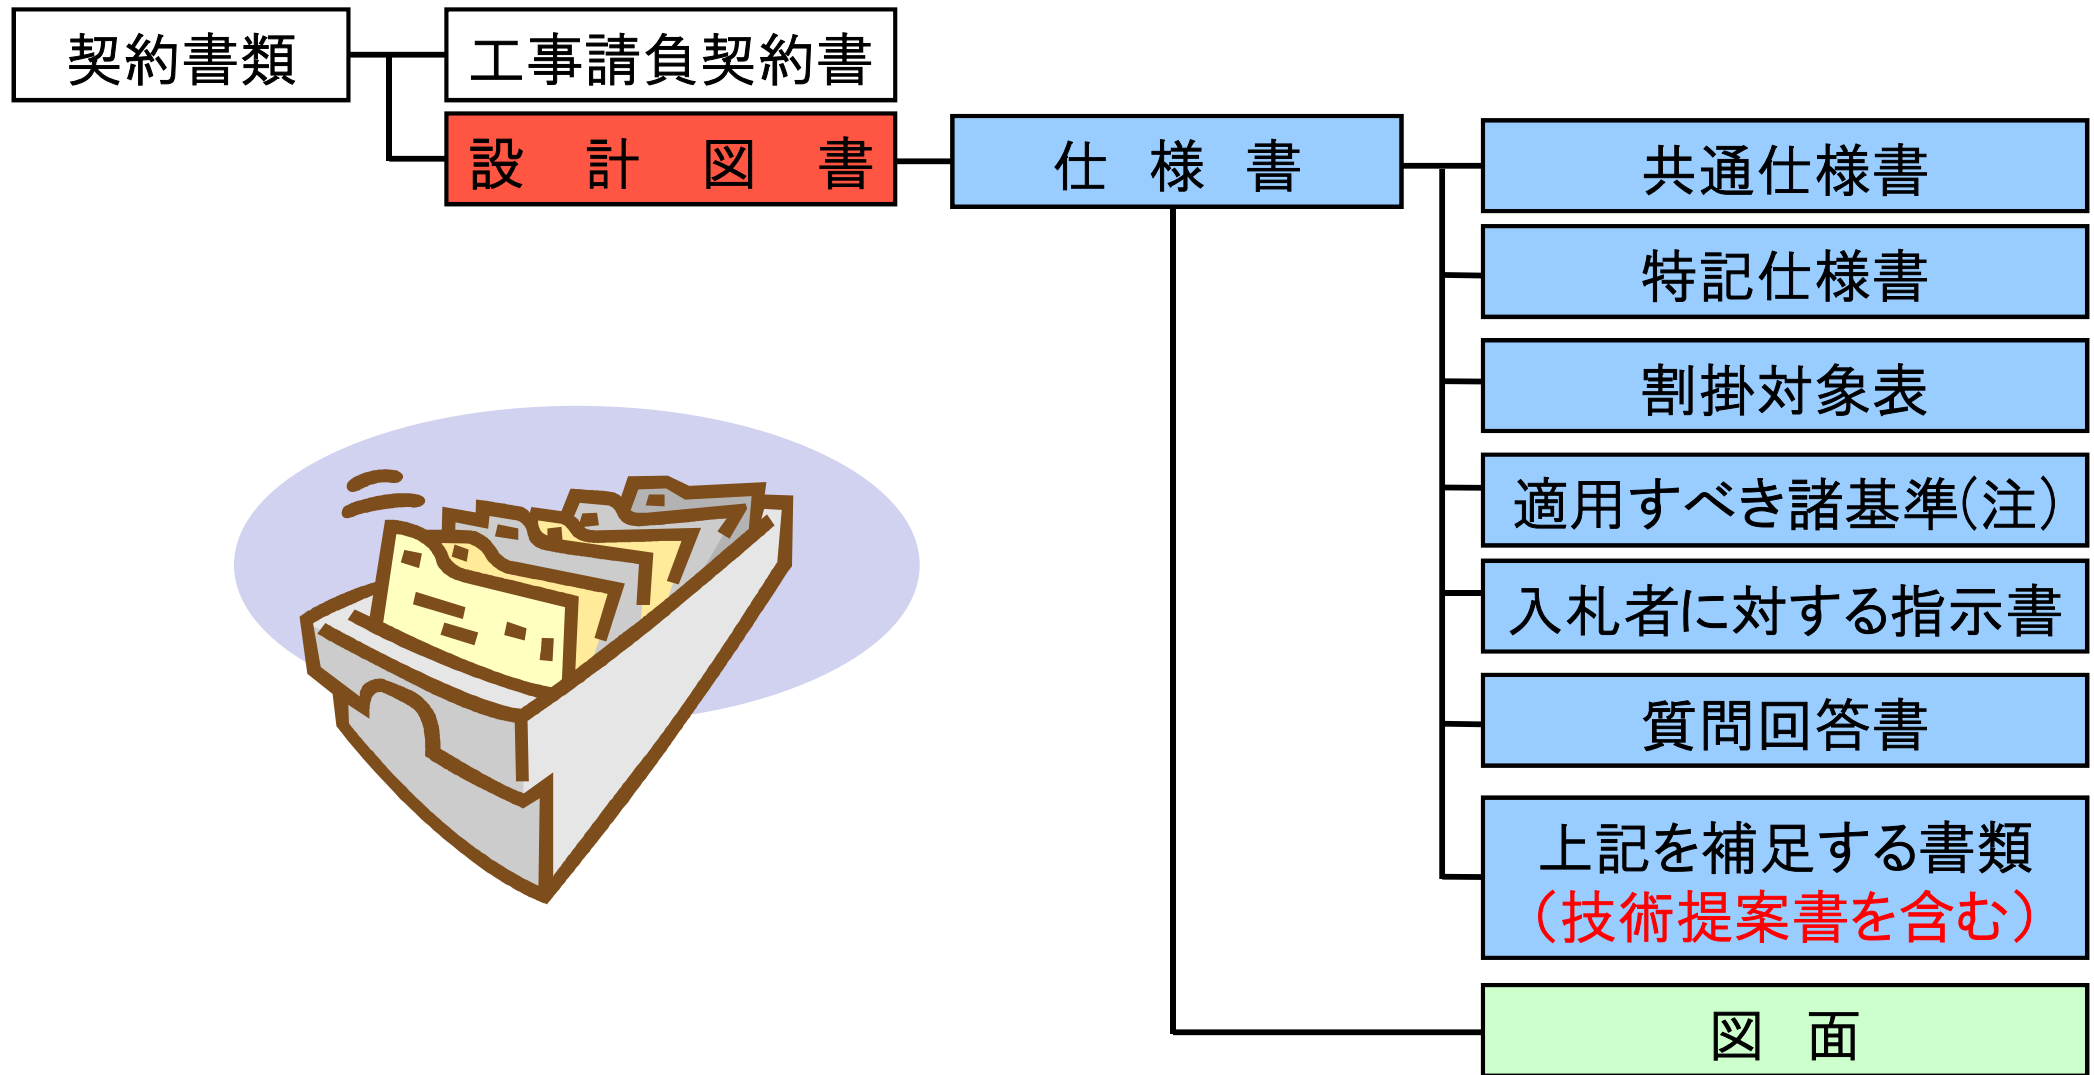 契約書類
工事請負契約書
設計図書
仕様書
共通仕様書
特記仕様書
割掛対象表
適用すべき諸基準(注)
入札者に対する指示書
質問回答書
上記を補足する書類
(技術提案書を含む)
図面